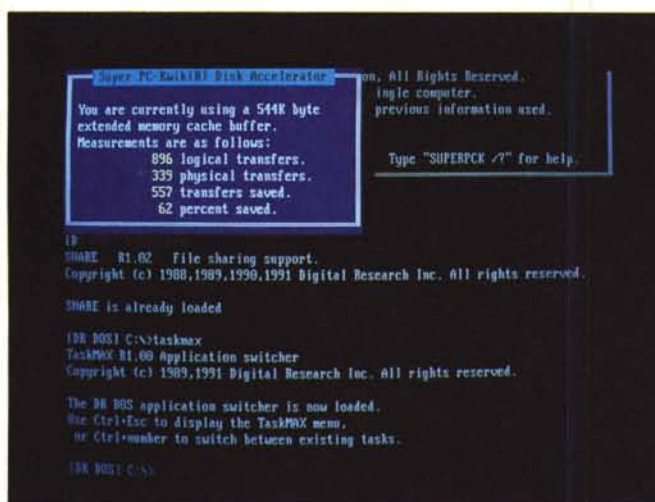 Super PC-Kwik(R) Disk Accelerator
on, All Rights Reserved.
ingle computer.
previous information used.
You are currently using a 544K byte
extended memory cache buffer.
Measurements are as follows:
896 logical transfers.
339 physical transfers.
557 transfers saved.
62 percent saved.
Type "SUPERPCK /?" for help.
[D
SHARE R1.02 File sharing support.
Copyright (c) 1988,1989,1990,1991 Digital Research Inc. All rights reserved.
SHARE is already loaded
[DR DOS] C:\>taskmax
TaskMAX R1.00 Application switcher
Copyright (c) 1989,1991 Digital Research Inc. All rights reserved.
The DR DOS application switcher is now loaded.
Use Ctrl+Esc to display the TaskMAX menu,
or Ctrl+number to switch between existing tasks.
[DR DOS] C:\>